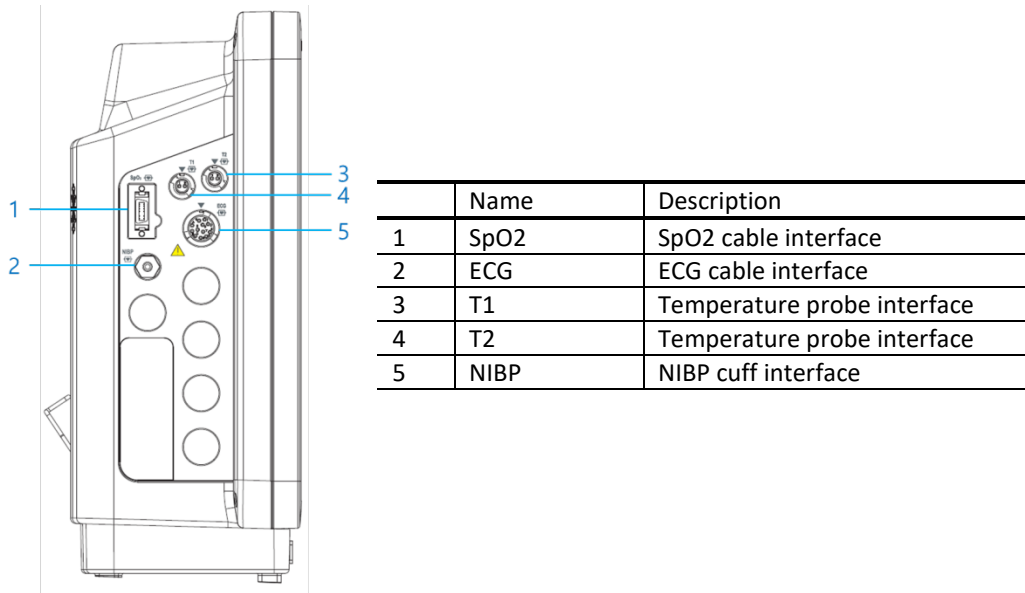 T2
T1
SpO₂
ECG
NIBP
1
2
3
4
5
Name Description
1 SpO2 SpO2 cable interface
2 ECG ECG cable interface
3 T1 Temperature probe interface
4 T2 Temperature probe interface
5 NIBP NIBP cuff interface